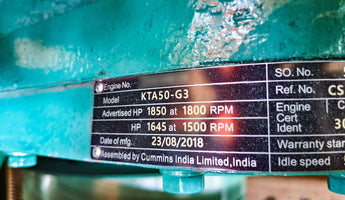 Engine No.
Model KTA50-G3
Advertised HP 1850 at 1800 RPM
HP 1645 at 1500 RPM
Date of mfg. 23/08/2018
Assembled by Cummins India Limited,India
SO. No.
Ref. No. CS
Engine
Cert
Ident 30
Warranty star
Idle speed